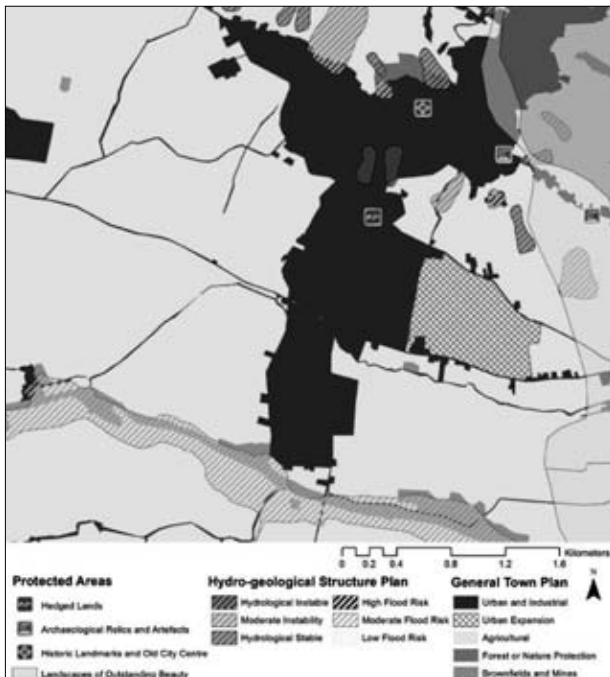 0 0.2 0.4 0.8 1.2 1.6 Kilometers
N
Protected Areas
Hedged Lands
Archaeological Relics and Artefacts
Historic Landmarks and Old City Centre
Landscapes of Outstanding Beauty
Hydro-geological Structure Plan
Hydrological Instable
Moderate Instability
Hydrological Stable
High Flood Risk
Moderate Flood Risk
Low Flood Risk
General Town Plan
Urban and Industrial
Urban Expansion
Agricultural
Forest or Nature Protection
Brownfields and Mines